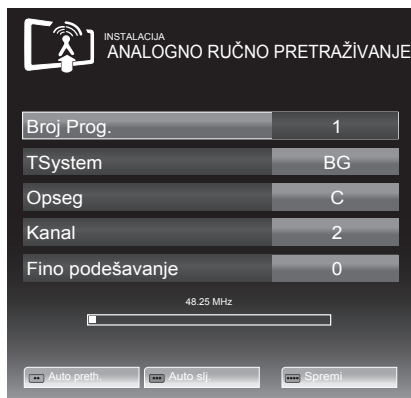 INSTALACIJA
ANALOGNO RUČNO PRETRAŽIVANJE
Broj Prog. 1
TSystem BG
Opseg C
Kanal 2
Fino podešavanje 0
48.25 MHz
Auto preth. Auto slj. Spremi